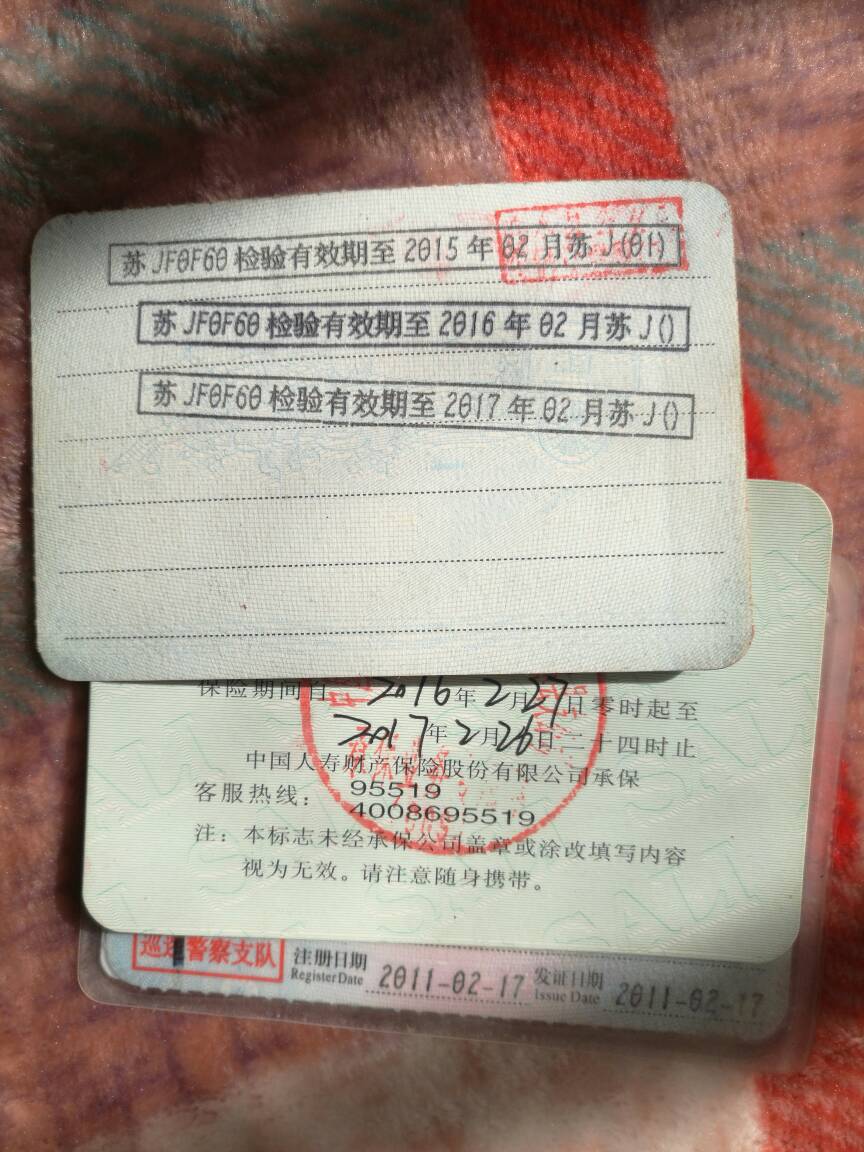 苏JF0F60检验有效期至2015年02月苏J(01)
苏JF0F60检验有效期至2016年02月苏J()
苏JF0F60检验有效期至2017年02月苏J()
保险期间自2016年2月27日零时起至
2017年2月26日二十四时止
中国人寿财产保险股份有限公司承保
客服热线：95519
4008695519
注：本标志未经承保公司盖章或涂改填写内容
视为无效。请注意随身携带。
警察支队 注册日期 2011-02-17 发证日期 2011-02-17
Register Date Issue Date